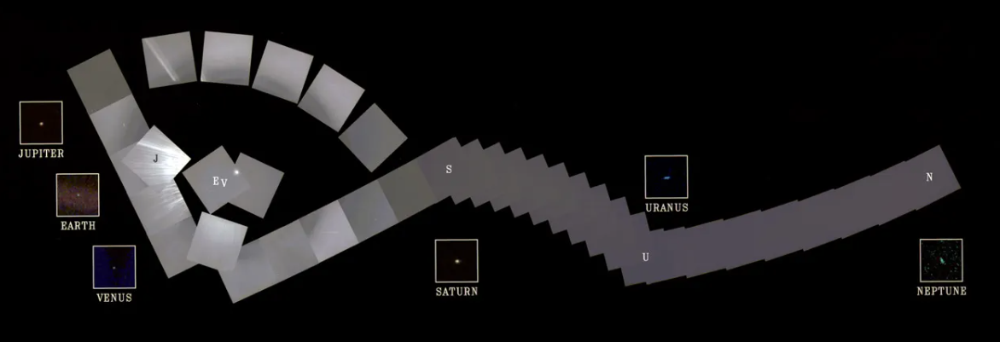 JUPITER
EARTH
VENUS
J
E V
S
SATURN
URANUS
U
N
NEPTUNE